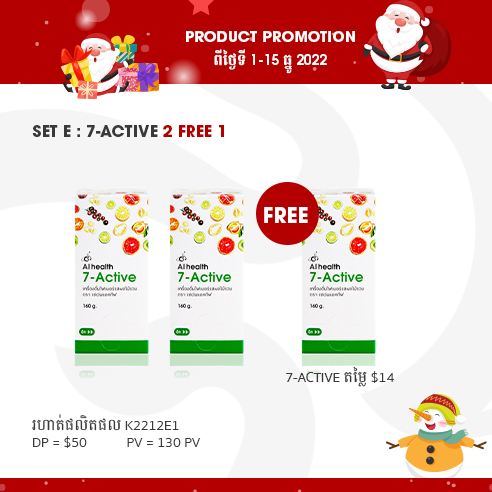 PRODUCT PROMOTION
ពីថ្ងៃទី 1-15 ធ្នូ 2022
SET E : 7-ACTIVE 2 FREE 1
FREE
AI health
7-Active
160 g.
AI health
7-Active
160 g.
AI health
7-Active
160 g.
7-ACTIVE តម្លៃ $14
រហាត់ផលិតផល K2212E1
DP = $50 PV = 130 PV